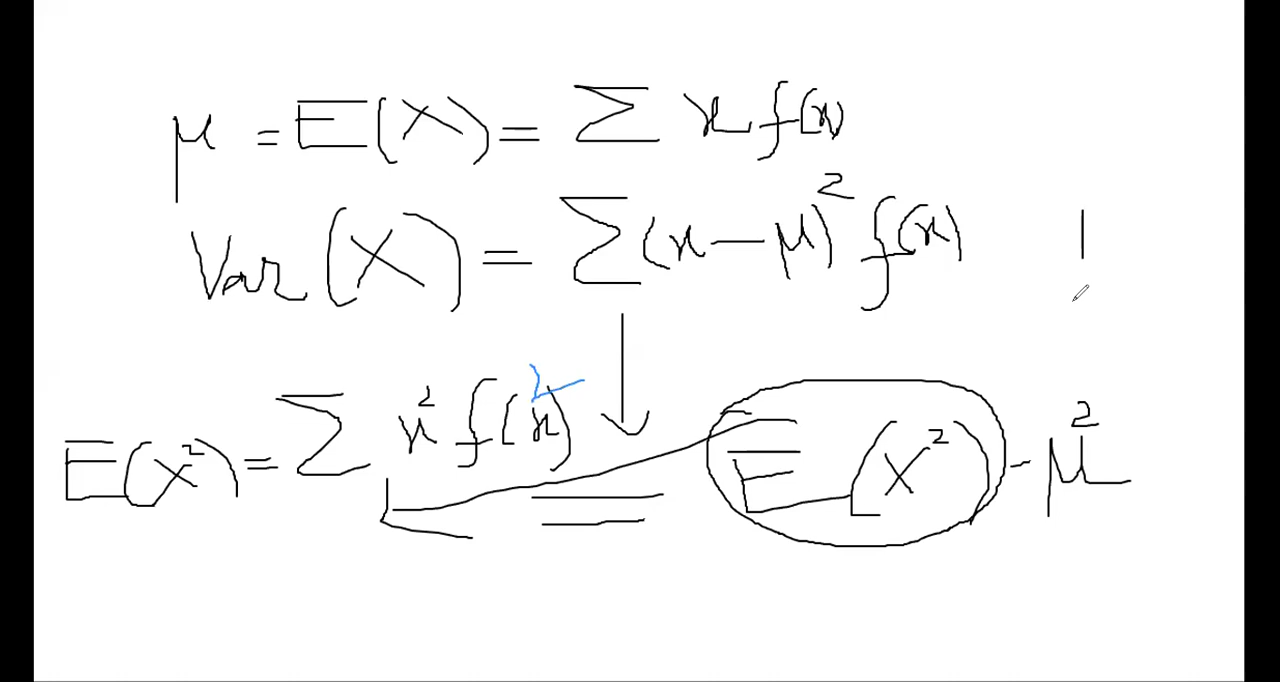 μ = E(X) = Σ x f(x)
Var(X) = Σ(x − μ)² f(x) |
E(X²) = Σ x² f(x) = E(X²) − μ²